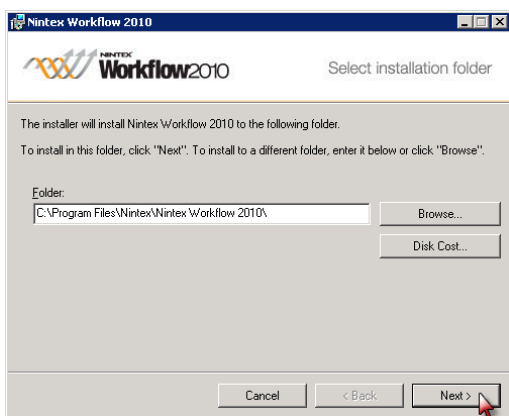 Nintex Workflow 2010
NINTEX
Workflow2010
Select installation folder
The installer will install Nintex Workflow 2010 to the following folder.
To install in this folder, click "Next". To install to a different folder, enter it below or click "Browse".
Folder:
C:\Program Files\Nintex\Nintex Workflow 2010\
Browse...
Disk Cost...
Cancel
< Back
Next >